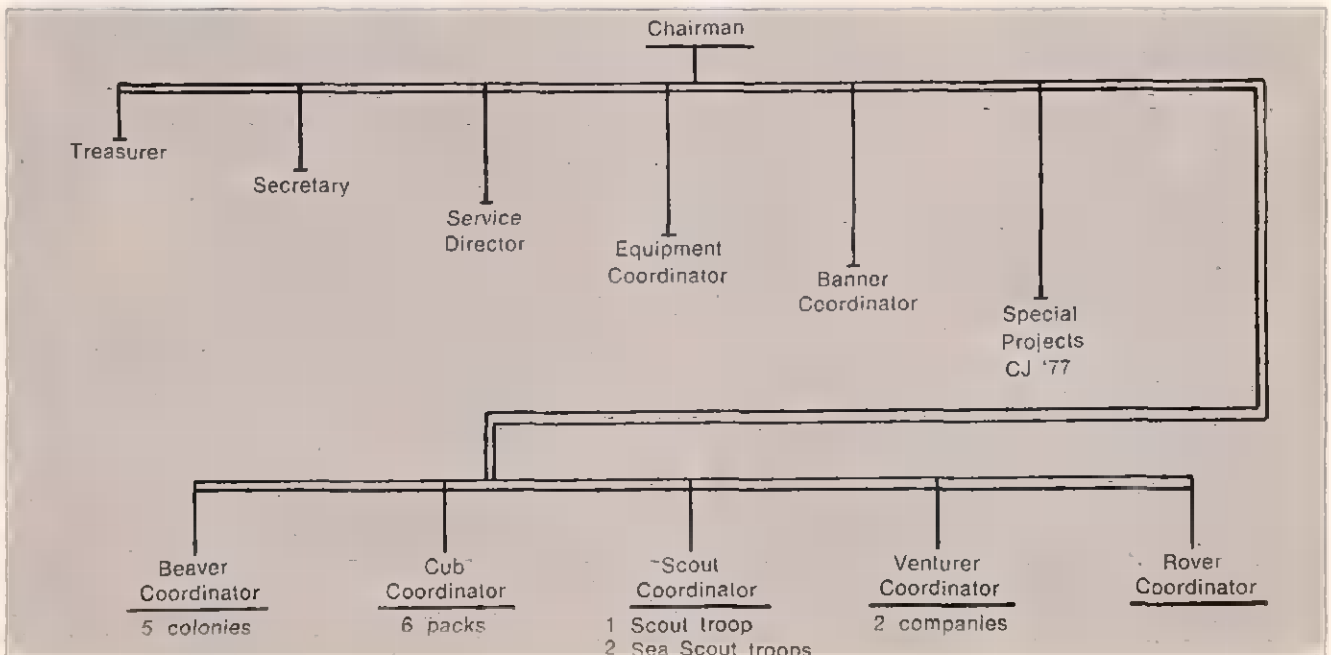 Chairman
Treasurer
Secretary
Service
Director
Equipment
Coordinator
Banner
Coordinator
Special
Projects
CJ '77
Beaver
Coordinator
5 colonies
Cub
Coordinator
6 packs
Scout
Coordinator
1 Scout troop
2 Sea Scout troops
Venturer
Coordinator
2 companies
Rover
Coordinator